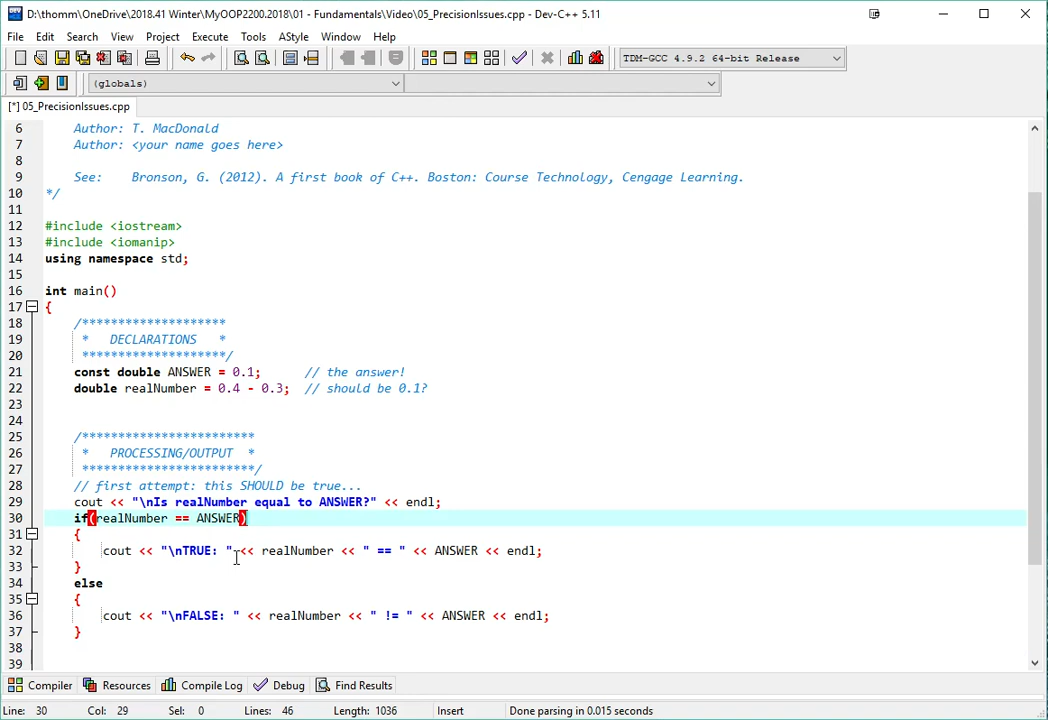 D:\thomm\OneDrive\2018.41 Winter\MyOOP2200.2018\01 - Fundamentals\Video\05_PrecisionIssues.cpp - Dev-C++ 5.11
File Edit Search View Project Execute Tools AStyle Window Help
TDM-GCC 4.9.2 64-bit Release
(globals)
[*] 05_PrecisionIssues.cpp
6 Author: T. MacDonald
7 Author: <your name goes here>
8
9 See: Bronson, G. (2012). A first book of C++. Boston: Course Technology, Cengage Learning.
10 */
11
12 #include <iostream>
13 #include <iomanip>
14 using namespace std;
15
16 int main()
17 {
18 /********************
19 * DECLARATIONS *
20 ********************/
21 const double ANSWER = 0.1; // the answer!
22 double realNumber = 0.4 - 0.3; // should be 0.1?
23
24
25 /************************
26 * PROCESSING/OUTPUT *
27 ************************/
28 // first attempt: this SHOULD be true...
29 cout << "\nIs realNumber equal to ANSWER?" << endl;
30 if(realNumber == ANSWER)
31 {
32 cout << "\nTRUE: " << realNumber << " == " << ANSWER << endl;
33 }
34 else
35 {
36 cout << "\nFALSE: " << realNumber << " != " << ANSWER << endl;
37 }
38
39
Compiler Resources Compile Log Debug Find Results
Line: 30 Col: 29 Sel: 0 Lines: 46 Length: 1036 Insert Done parsing in 0.015 seconds